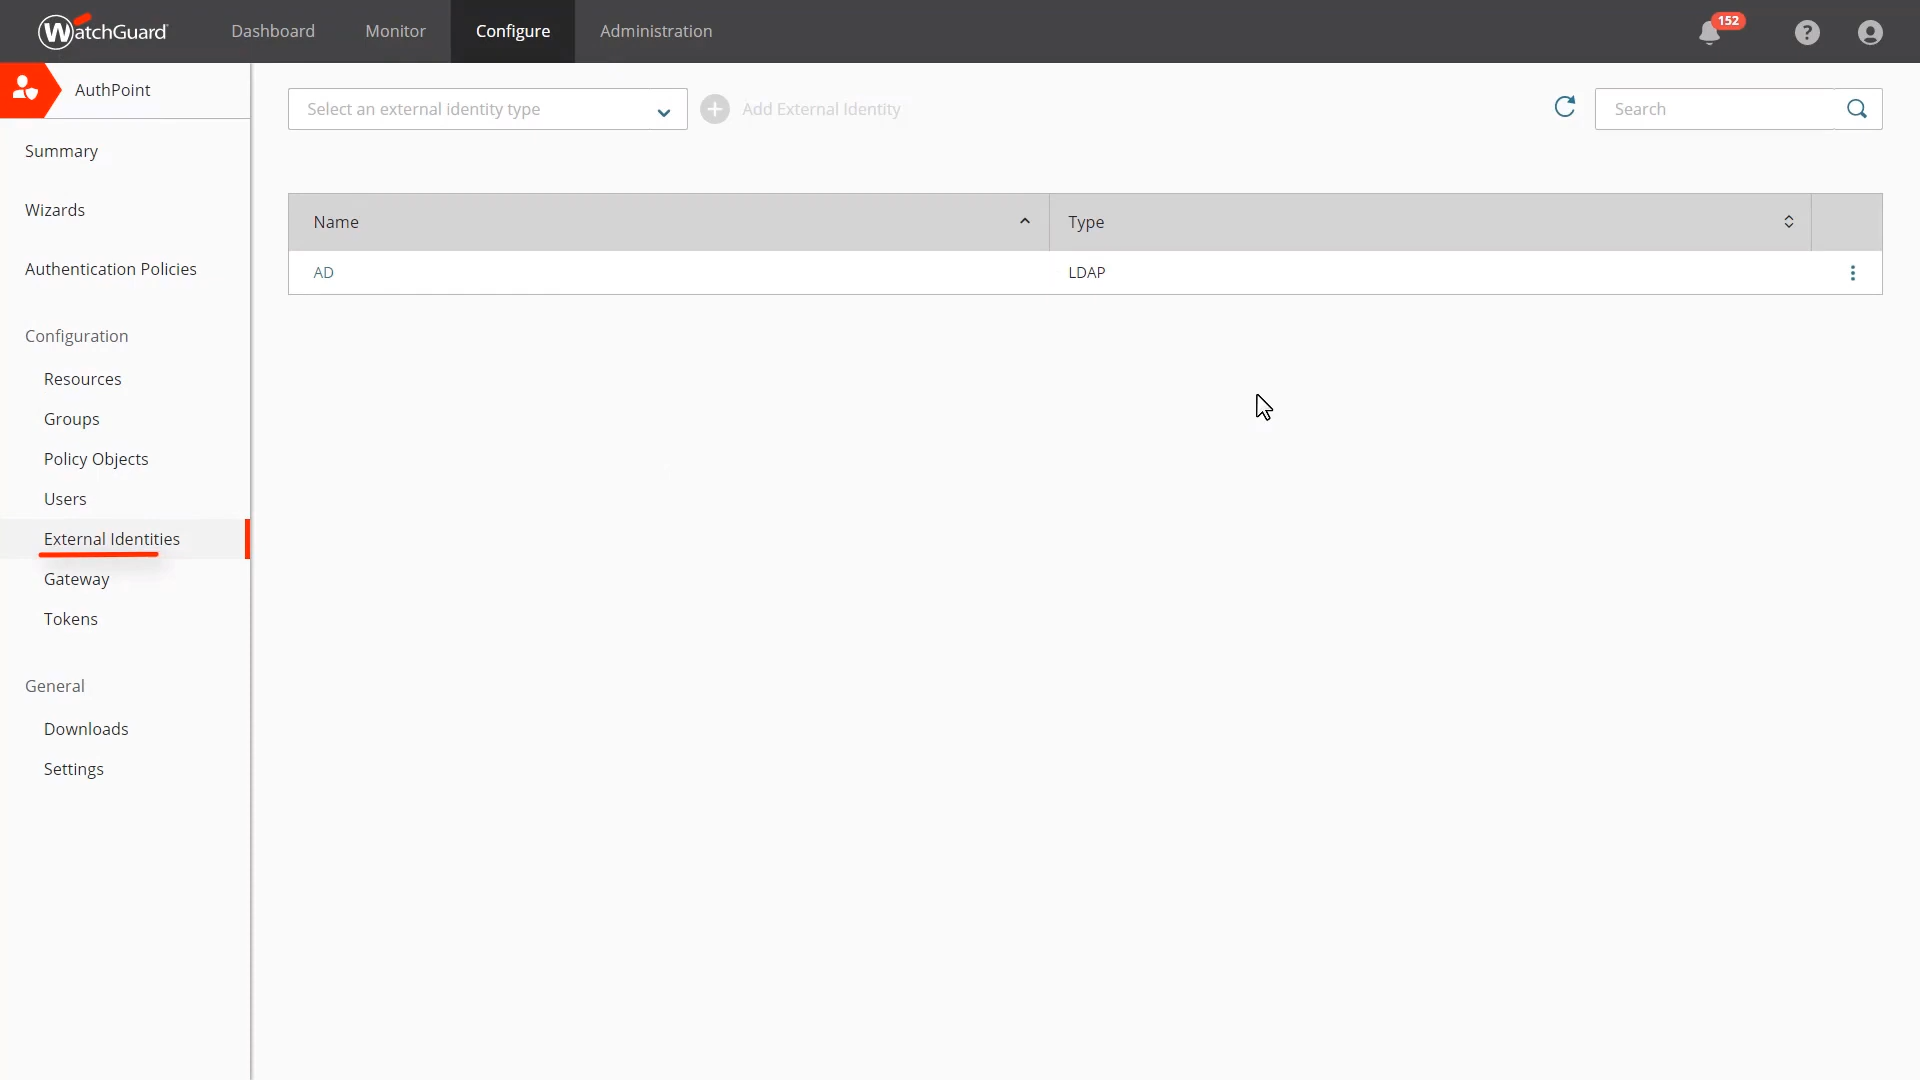 WatchGuard
Dashboard
Monitor
Configure
Administration
152
?
AuthPoint
Select an external identity type
Add External Identity
Search
Summary
Wizards
Authentication Policies
Configuration
Resources
Groups
Policy Objects
Users
External Identities
Gateway
Tokens
General
Downloads
Settings
Name
Type
AD
LDAP